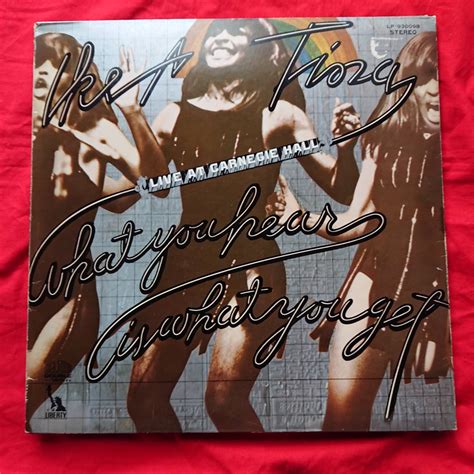 LP-93009B
STEREO
Ike & Tina
"LIVE AT CARNEGIE HALL"
What you hear
is what you get
LIBERTY